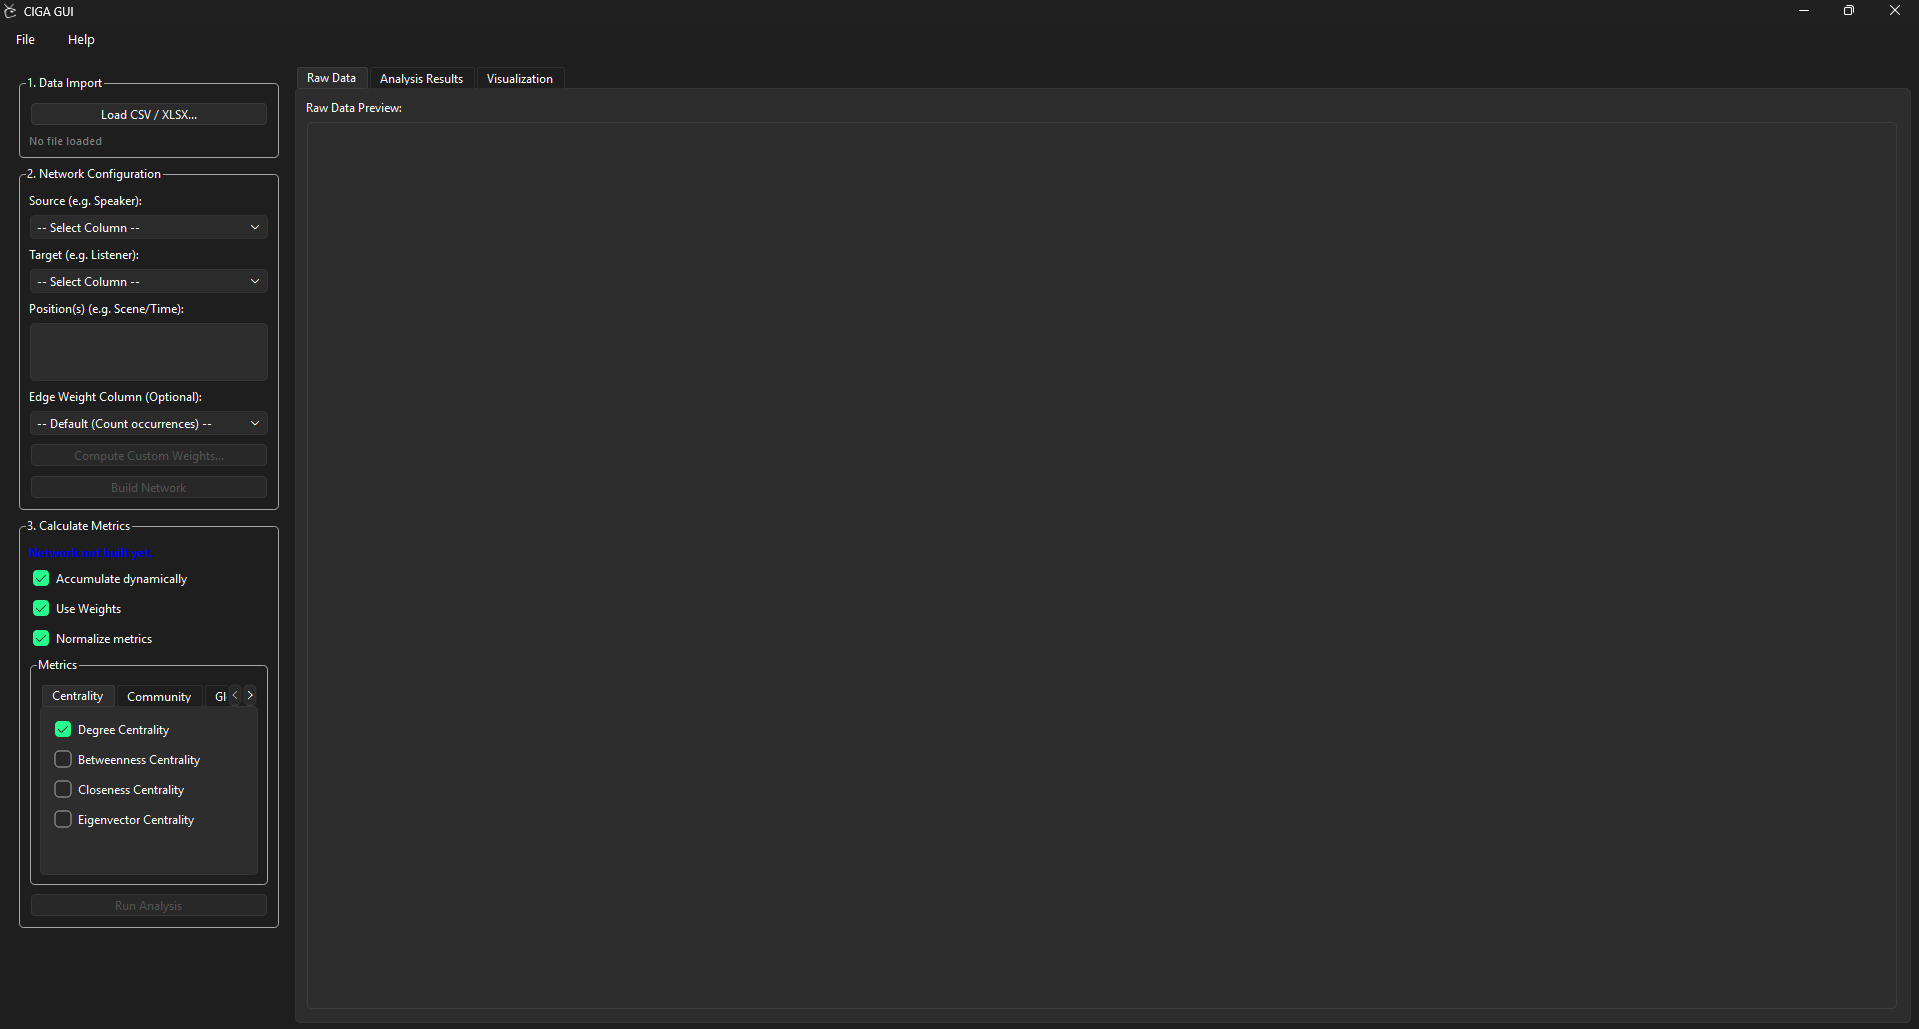 CIGA GUI
File
Help
1. Data Import
Load CSV / XLSX...
No file loaded
2. Network Configuration
Source (e.g. Speaker):
-- Select Column --
Target (e.g. Listener):
-- Select Column --
Position(s) (e.g. Scene/Time):
Edge Weight Column (Optional):
-- Default (Count occurrences) --
Compute Custom Weights...
Build Network
3. Calculate Metrics
Network not built yet.
Accumulate dynamically
Use Weights
Normalize metrics
Metrics
Centrality
Community
Gl
Degree Centrality
Betweenness Centrality
Closeness Centrality
Eigenvector Centrality
Run Analysis
Raw Data
Analysis Results
Visualization
Raw Data Preview: